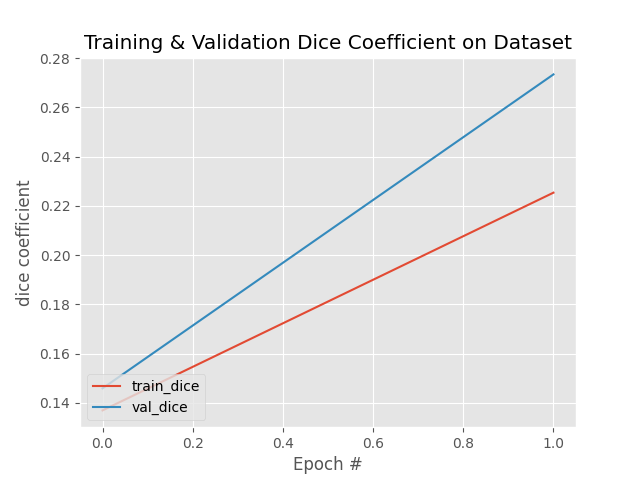 Training & Validation Dice Coefficient on Dataset
0.28
0.26
0.24
0.22
0.20
0.18
0.16
0.14
dice coefficient
train_dice
val_dice
0.0 0.2 0.4 0.6 0.8 1.0
Epoch #